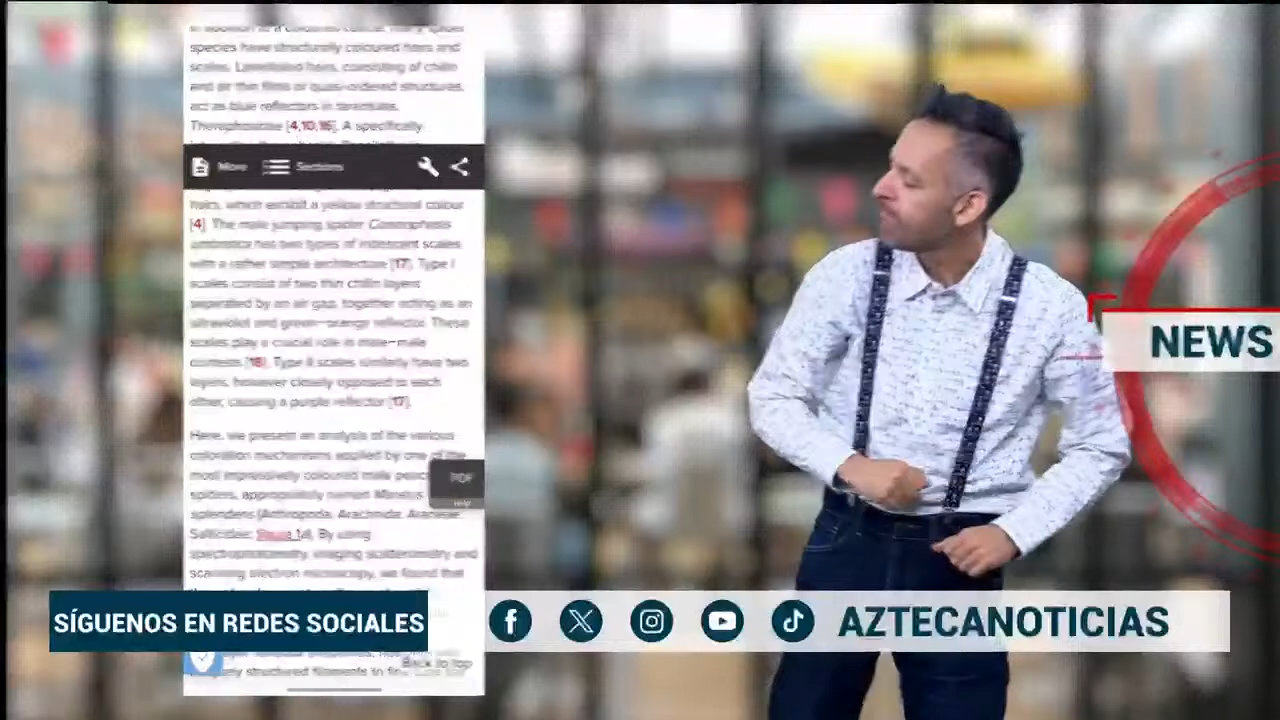 species have structurally coloured hairs and
scales. consisting of chitin
and air thin films or quasi-ordered structures,
act as blue reflectors in tarantulas,
Theraphosidae [4,10,16]. A specifically
More Sections
hairs, which exhibit a yellow structural colour
[4]. The male jumping spider Cosmophasis
umbratica has two types of iridescent scales
with a rather simple architecture [17]. Type I
scales consist of two thin chitin layers
separated by an air gap, together acting as an
ultraviolet and green–orange reflector. These
scales play a crucial role in male–male
contests [18]. Type II scales similarly have two
layers, however closely opposed to each
other, causing a purple reflector [17].
Here, we present an analysis of the various
coloration mechanisms applied by one of the
most impressively coloured male
PDF
Help
spiders, appropriately named Maratus
splendens (Arthropoda: Arachnida: Araneae:
Salticidae: By using
spectrophotometry, imaging scatterometry and
scanning electron microscopy, we found that
Back to top
structured filaments in
NEWS
SÍGUENOS EN REDES SOCIALES
AZTECANOTICIAS